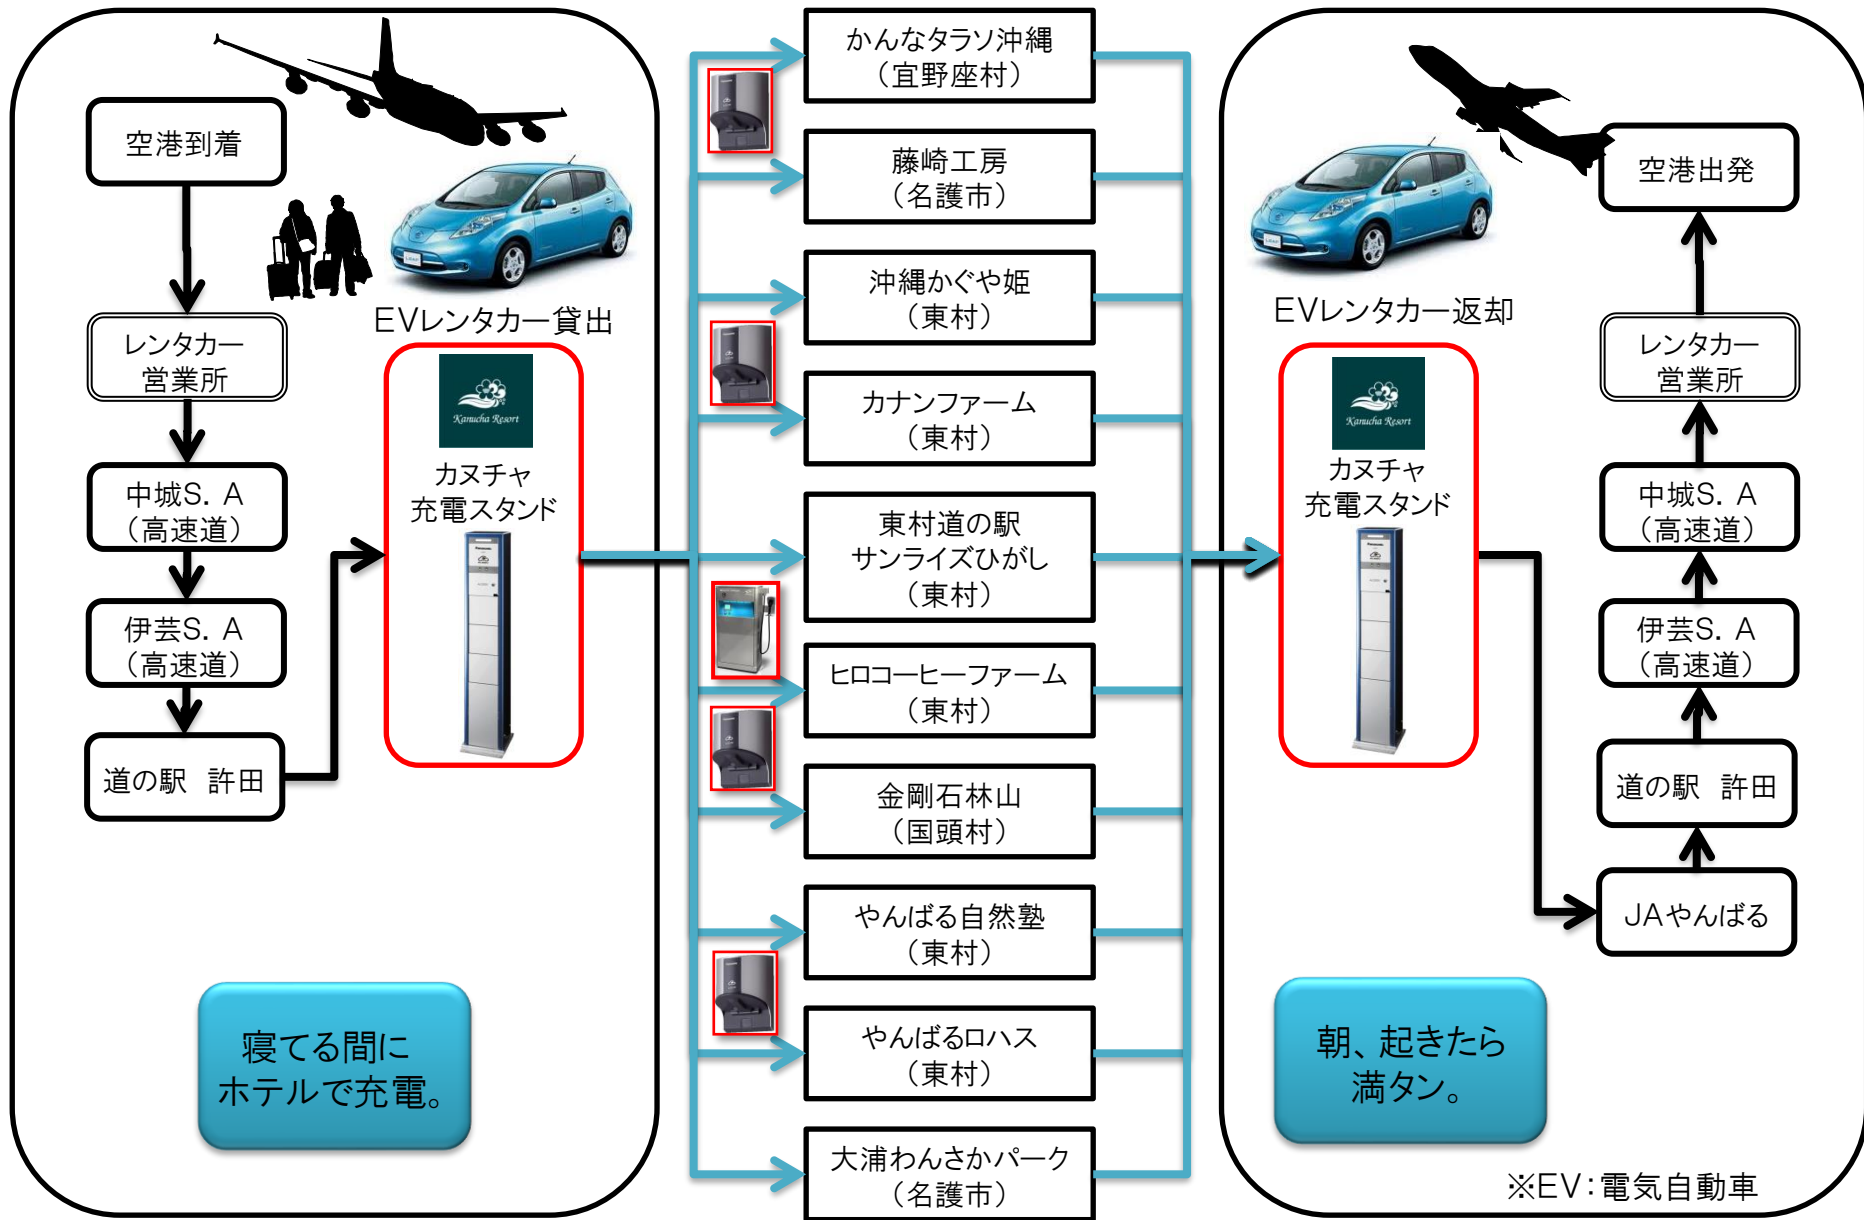 空港到着
レンタカー
営業所
中城S. A
（高速道）
伊芸S. A
（高速道）
道の駅　許田
EVレンタカー貸出
Kanucha Resort
カヌチャ
充電スタンド
寝てる間に
ホテルで充電。
かんなタラソ沖縄
（宜野座村）
藤崎工房
（名護市）
沖縄かぐや姫
（東村）
カナンファーム
（東村）
東村道の駅
サンライズひがし
（東村）
ヒロコーヒーファーム
（東村）
金剛石林山
（国頭村）
やんばる自然塾
（東村）
やんばるロハス
（東村）
大浦わんさかパーク
（名護市）
EVレンタカー返却
Kanucha Resort
カヌチャ
充電スタンド
空港出発
レンタカー
営業所
中城S. A
（高速道）
伊芸S. A
（高速道）
道の駅　許田
JAやんばる
朝、起きたら
満タン。
※EV：電気自動車